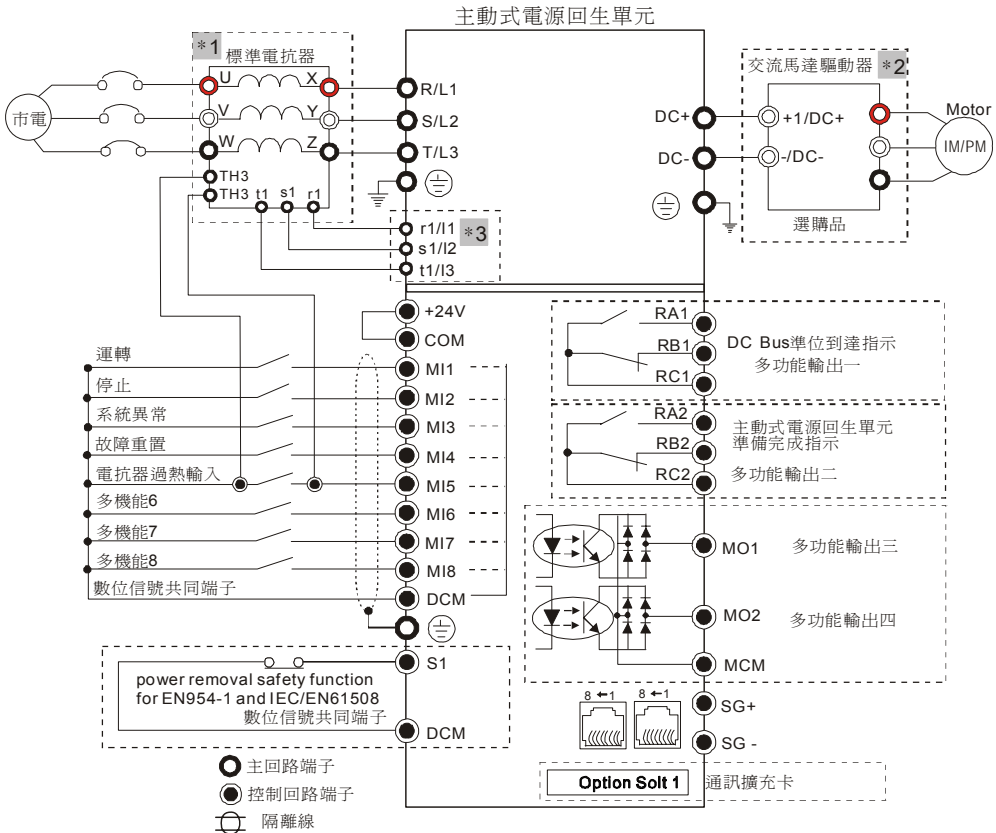 主動式電源回生單元
*1
標準電抗器
市電
U
X
V
Y
W
Z
TH3
TH3
t1
s1
r1
R/L1
S/L2
T/L3
r1/l1
*3
s1/l2
t1/l3
DC+
DC-
交流馬達驅動器
*2
+1/DC+
-/DC-
選購品
Motor
IM/PM
+24V
COM
運轉
MI1
停止
MI2
系統異常
MI3
故障重置
MI4
電抗器過熱輸入
MI5
多機能6
MI6
多機能7
MI7
多機能8
MI8
數位信號共同端子
DCM
S1
power removal safety function
for EN954-1 and IEC/EN61508
數位信號共同端子
DCM
RA1
RB1
RC1
DC Bus準位到達指示
多功能輸出一
RA2
RB2
RC2
主動式電源回生單元
準備完成指示
多功能輸出二
MO1
多功能輸出三
MO2
多功能輸出四
MCM
8←1
8←1
SG+
SG -
Option Solt 1
通訊擴充卡
主回路端子
控制回路端子
隔離線